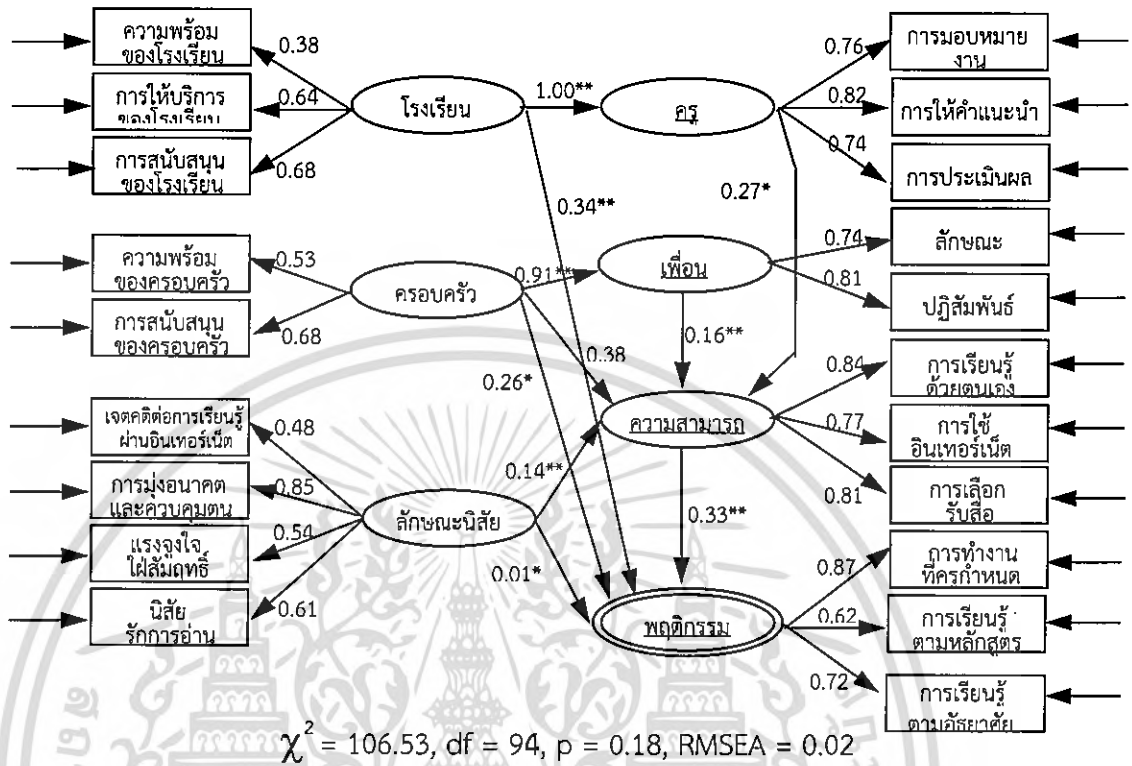 ความพร้อม
ของโรงเรียน
0.38
การให้บริการ
ของโรงเรียน
0.64
การสนับสนุน
ของโรงเรียน
0.68
โรงเรียน
1.00**
ครู
0.76
การมอบหมาย
งาน
0.82
การให้คำแนะนำ
0.74
การประเมินผล
0.34**
0.27*
ความพร้อม
ของครอบครัว
0.53
การสนับสนุน
ของครอบครัว
0.68
ครอบครัว
0.91**
เพื่อน
0.74
ลักษณะ
0.81
ปฏิสัมพันธ์
0.16**
0.38
0.26*
ความสามารถ
0.84
การเรียนรู้
ด้วยตนเอง
0.77
การใช้
อินเทอร์เน็ต
0.81
การเลือก
รับสื่อ
เจตคติต่อการเรียนรู้
ผ่านอินเทอร์เน็ต
0.48
การมุ่งอนาคต
และควบคุมตน
0.85
แรงจูงใจ
ใฝ่สัมฤทธิ์
0.54
นิสัย
รักการอ่าน
0.61
ลักษณะนิสัย
0.14**
0.01*
0.33**
พฤติกรรม
0.87
การทำงาน
ที่ครูกำหนด
0.62
การเรียนรู้
ตามหลักสูตร
0.72
การเรียนรู้
ตามอัธยาศัย
χ² = 106.53, df = 94, p = 0.18, RMSEA = 0.02